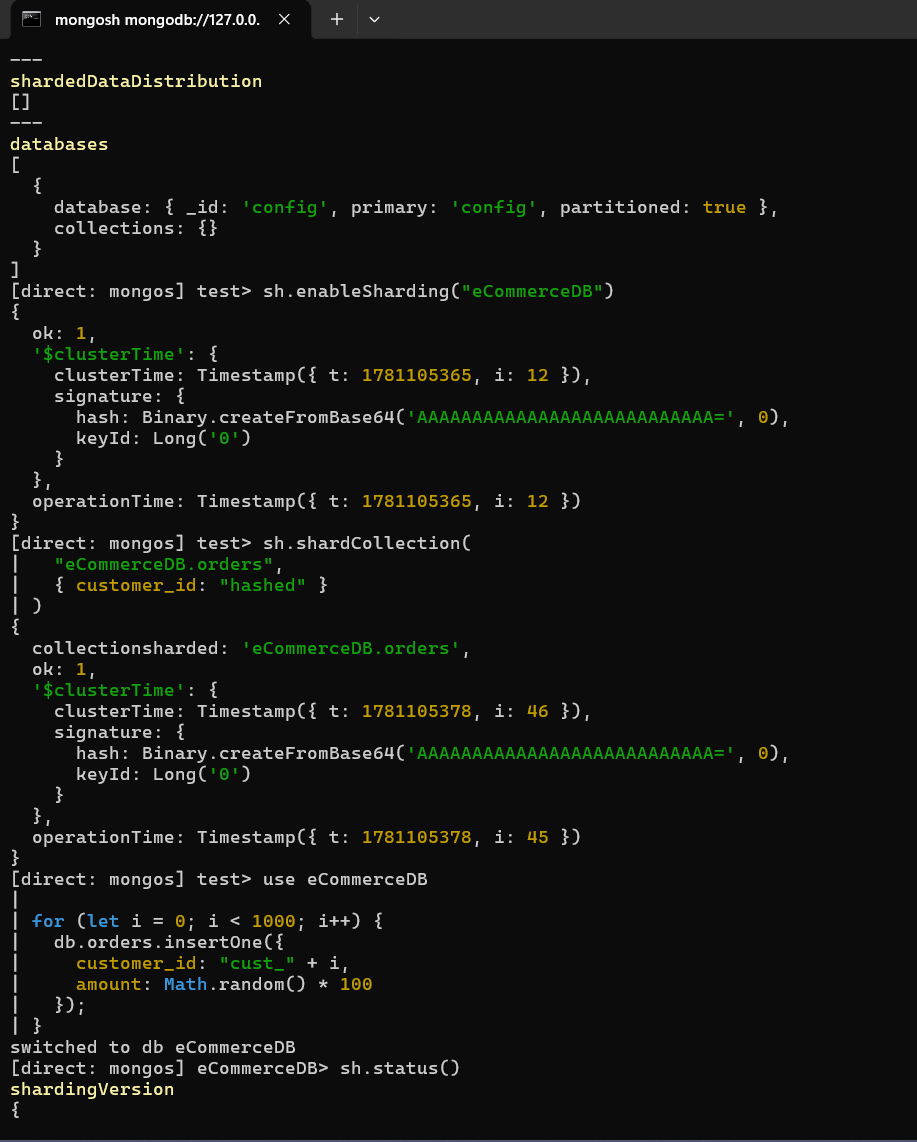 mongosh mongodb://127.0.0.
---
shardedDataDistribution
[]
---
databases
[
  {
    database: { _id: 'config', primary: 'config', partitioned: true },
    collections: {}
  }
]
[direct: mongos] test> sh.enableSharding("eCommerceDB")
{
  ok: 1,
  '$clusterTime': {
    clusterTime: Timestamp({ t: 1781105365, i: 12 }),
    signature: {
      hash: Binary.createFromBase64('AAAAAAAAAAAAAAAAAAAAAAAAAAA=', 0),
      keyId: Long('0')
    }
  },
  operationTime: Timestamp({ t: 1781105365, i: 12 })
}
[direct: mongos] test> sh.shardCollection(
|   "eCommerceDB.orders",
|   { customer_id: "hashed" }
| )
{
  collectionsharded: 'eCommerceDB.orders',
  ok: 1,
  '$clusterTime': {
    clusterTime: Timestamp({ t: 1781105378, i: 46 }),
    signature: {
      hash: Binary.createFromBase64('AAAAAAAAAAAAAAAAAAAAAAAAAAA=', 0),
      keyId: Long('0')
    }
  },
  operationTime: Timestamp({ t: 1781105378, i: 45 })
}
[direct: mongos] test> use eCommerceDB
|
| for (let i = 0; i < 1000; i++) {
|   db.orders.insertOne({
|     customer_id: "cust_" + i,
|     amount: Math.random() * 100
|   });
| }
switched to db eCommerceDB
[direct: mongos] eCommerceDB> sh.status()
shardingVersion
{